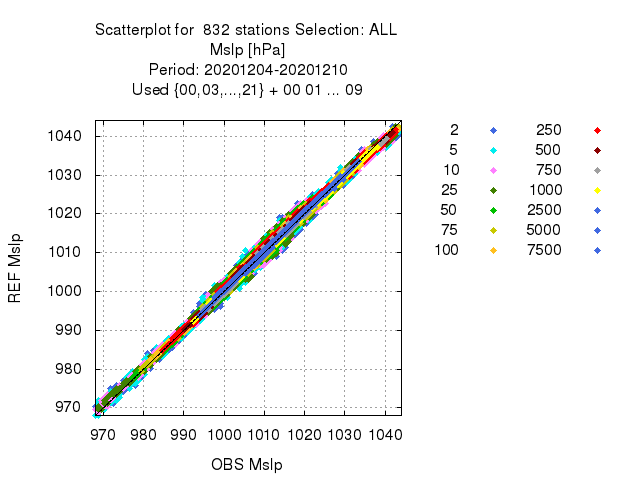 Scatterplot for  832 stations Selection: ALL
Mslp [hPa]
Period: 20201204-20201210
Used {00,03,...,21} + 00 01 ... 09
REF Mslp
1040
1030
1020
1010
1000
990
980
970
970 980 990 1000 1010 1020 1030 1040
OBS Mslp
2 250
5 500
10 750
25 1000
50 2500
75 5000
100 7500